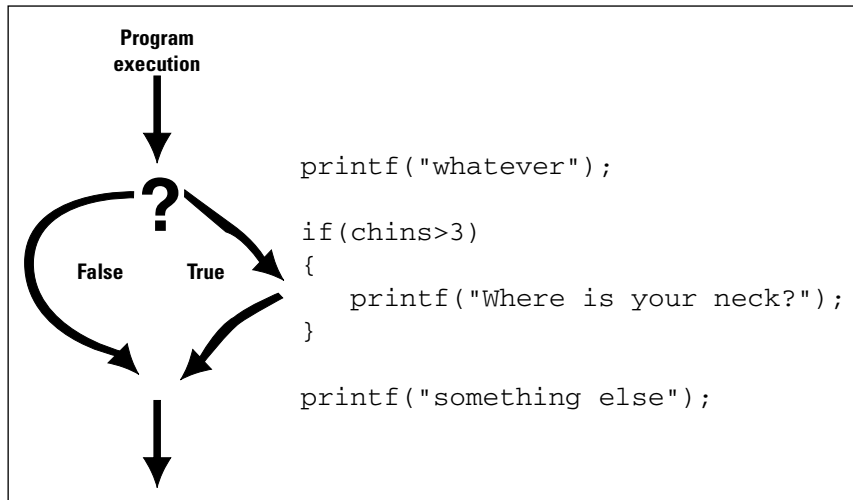 Program
execution
?
False
True
printf("whatever");
if(chins>3)
{
printf("Where is your neck?");
}
printf("something else");